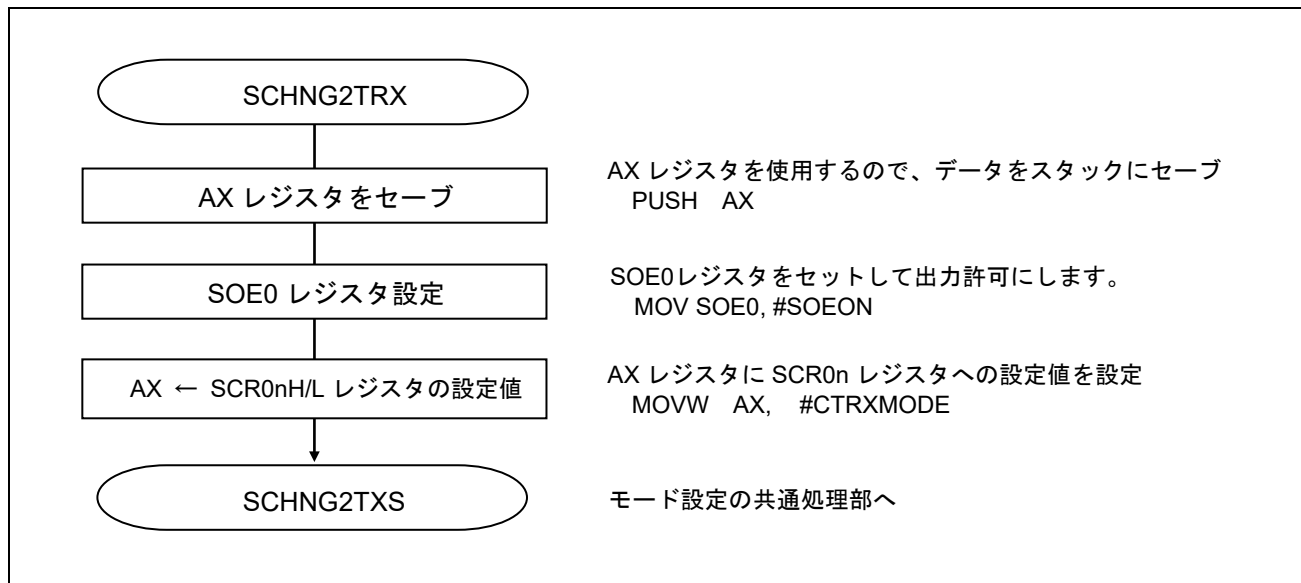 SCHNG2TRX
AX レジスタをセーブ
AX レジスタを使用するので、データをスタックにセーブ
PUSH AX
SOE0 レジスタ設定
SOE0レジスタをセットして出力許可にします。
MOV SOE0, #SOEON
AX ← SCR0nH/L レジスタの設定値
AX レジスタに SCR0n レジスタへの設定値を設定
MOVW AX, #CTRXMODE
SCHNG2TXS
モード設定の共通処理部へ